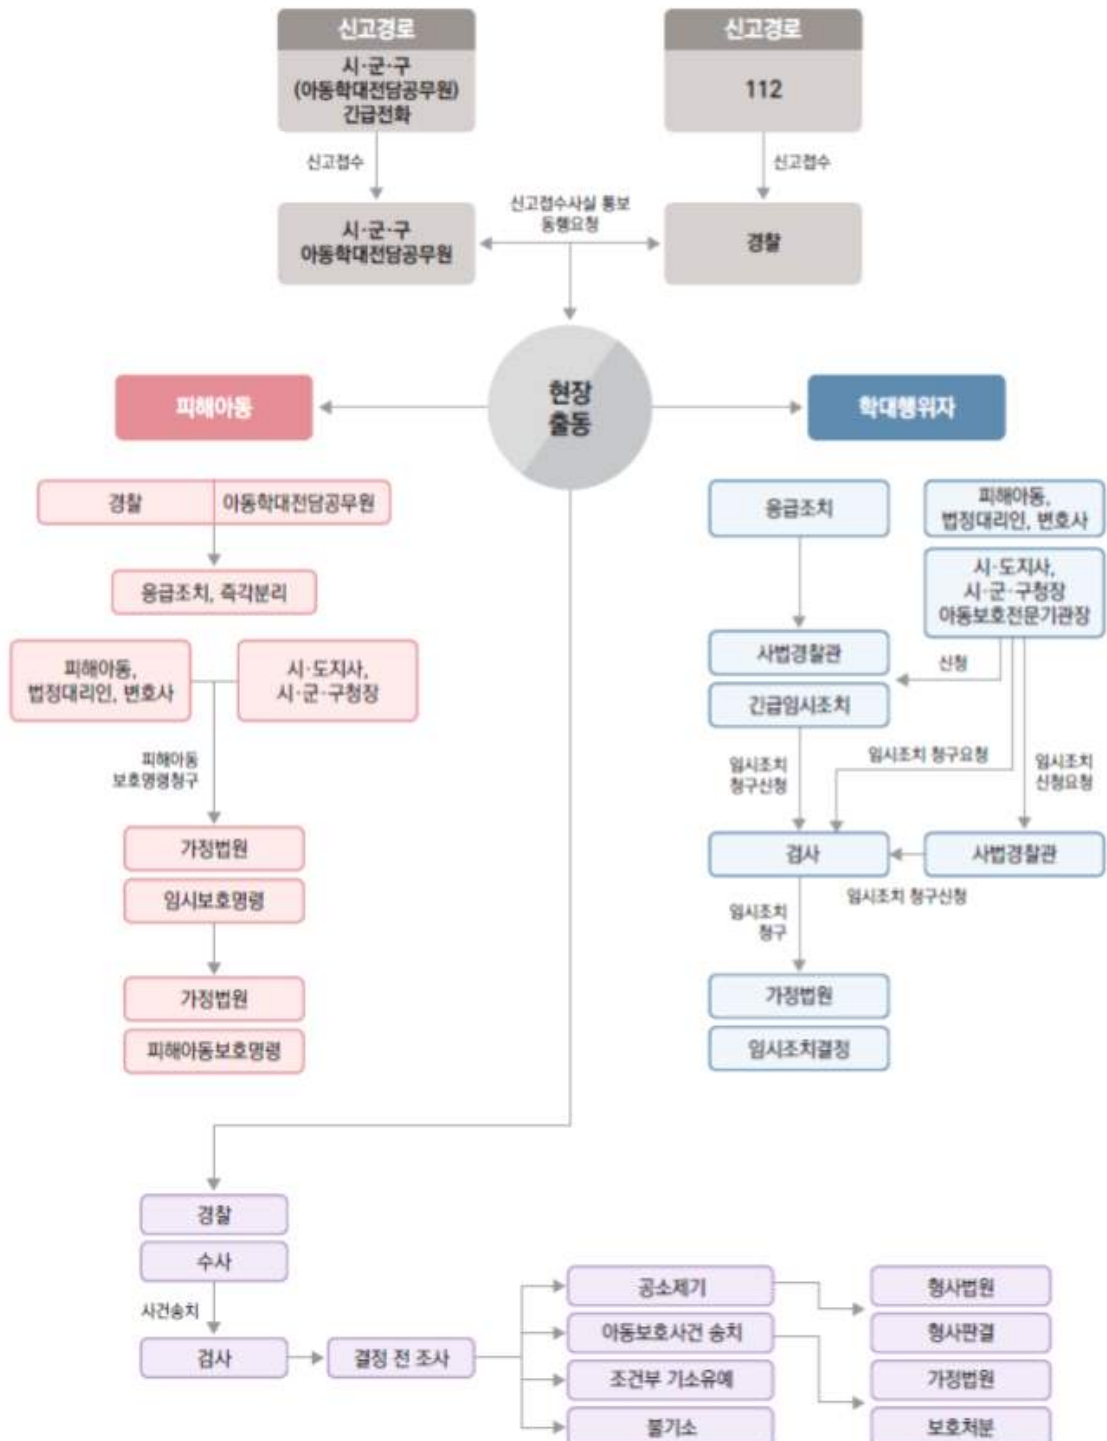 신고경로
시·군·구
(아동학대전담공무원)
긴급전화
신고경로
112
신고접수
신고접수
시·군·구
아동학대전담공무원
신고접수사실 통보
동행요청
경찰
현장
출동
피해아동
학대행위자
경찰
아동학대전담공무원
응급조치, 즉각분리
피해아동,
법정대리인, 변호사
시·도지사,
시·군·구청장
피해아동
보호명령청구
가정법원
임시보호명령
가정법원
피해아동보호명령
응급조치
피해아동,
법정대리인, 변호사
시·도지사,
시·군·구청장
아동보호전문기관장
사법경찰관
신청
긴급임시조치
임시조치
청구신청
임시조치 청구요청
임시조치
신청요청
검사
사법경찰관
임시조치 청구신청
임시조치
청구
가정법원
임시조치결정
경찰
수사
사건송치
검사
결정 전 조사
공소제기
아동보호사건 송치
조건부 기소유예
불기소
형사법원
형사판결
가정법원
보호처분